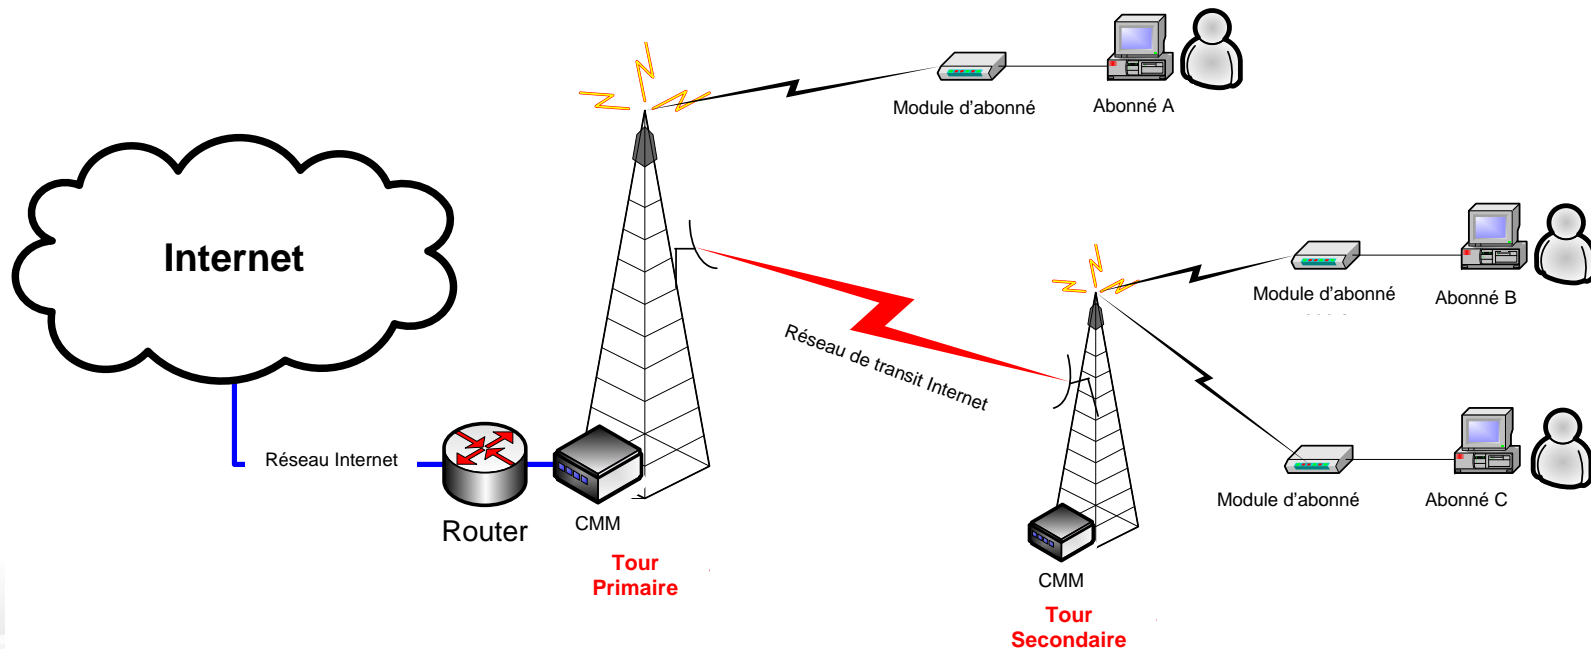 Module d'abonné
Abonné A
Internet
Module d'abonné
Abonné B
Réseau de transit Internet
Réseau Internet
Router
CMM
Tour
Primaire
Module d'abonné
Abonné C
CMM
Tour
Secondaire